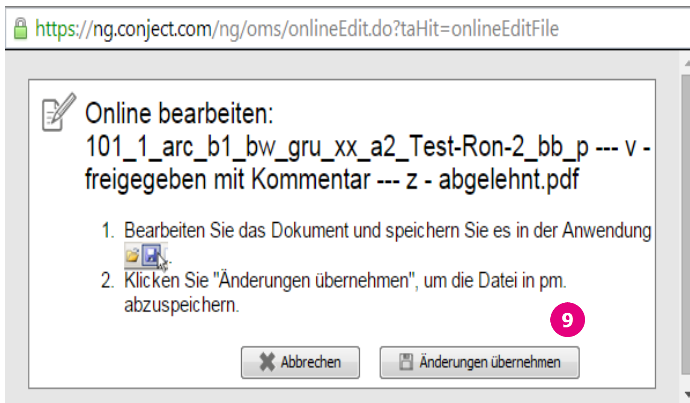 https://ng.conject.com/ng/oms/onlineEdit.do?taHit=onlineEditFile
Online bearbeiten:
101_1_arc_b1_bw_gru_xx_a2_Test-Ron-2_bb_p --- v -
freigegeben mit Kommentar --- z - abgelehnt.pdf
1. Bearbeiten Sie das Dokument und speichern Sie es in der Anwendung
.
2. Klicken Sie "Änderungen übernehmen", um die Datei in pm.
abzuspeichern.
9
Abbrechen
Änderungen übernehmen